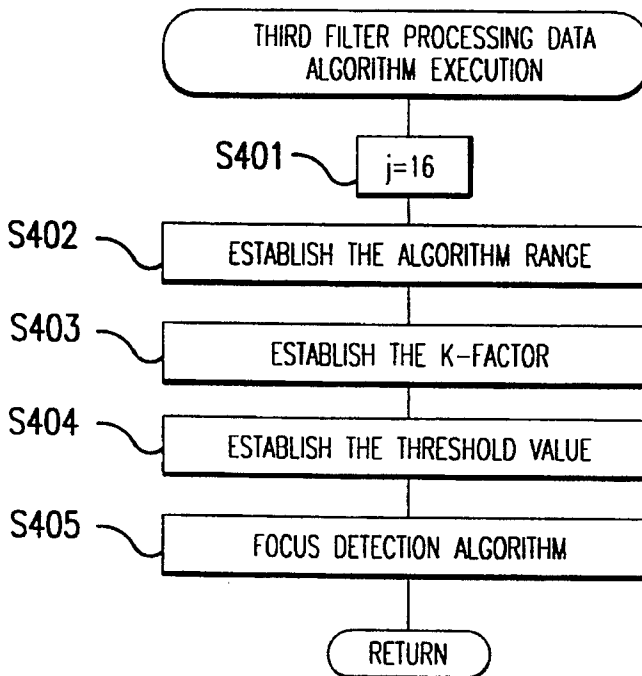 THIRD FILTER PROCESSING DATA
ALGORITHM EXECUTION
S401
j=16
S402
ESTABLISH THE ALGORITHM RANGE
S403
ESTABLISH THE K-FACTOR
S404
ESTABLISH THE THRESHOLD VALUE
S405
FOCUS DETECTION ALGORITHM
RETURN